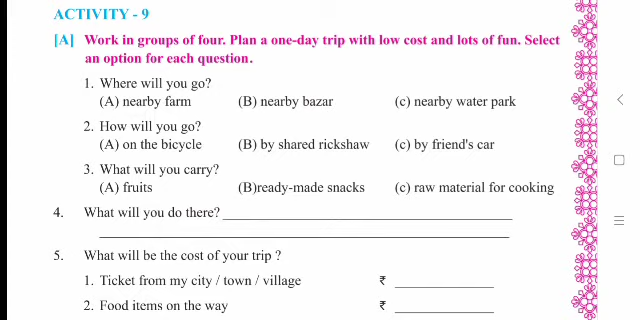 ACTIVITY - 9
[A] Work in groups of four. Plan a one-day trip with low cost and lots of fun. Select
an option for each question.
1. Where will you go?
(A) nearby farm (B) nearby bazar (c) nearby water park
2. How will you go?
(A) on the bicycle (B) by shared rickshaw (c) by friend's car
3. What will you carry?
(A) fruits (B)ready-made snacks (c) raw material for cooking
4. What will you do there?
5. What will be the cost of your trip ?
1. Ticket from my city / town / village ₹
2. Food items on the way ₹